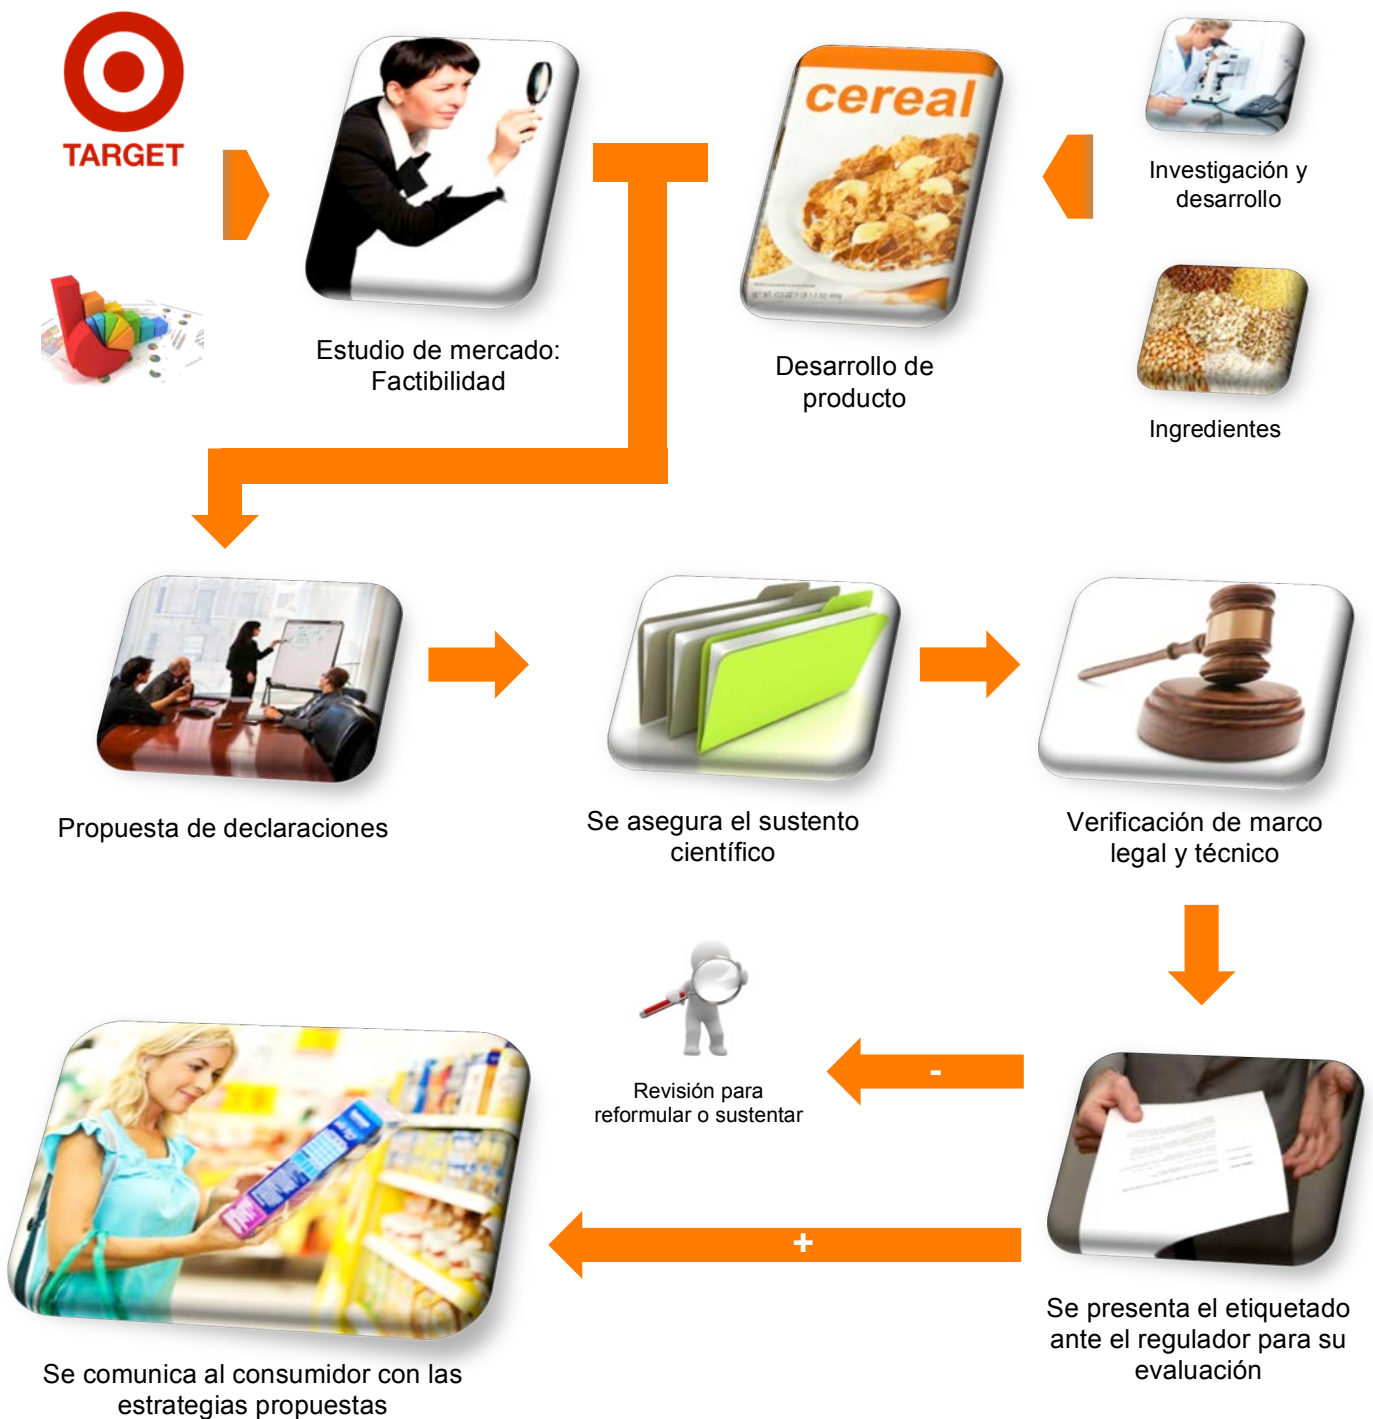 TARGET
cereal
Investigación y
desarrollo
Estudio de mercado:
Factibilidad
Desarrollo de
producto
Ingredientes
Propuesta de declaraciones
Se asegura el sustento
científico
Verificación de marco
legal y técnico
Revisión para
reformular o sustentar
-
+
Se presenta el etiquetado
ante el regulador para su
evaluación
Se comunica al consumidor con las
estrategias propuestas